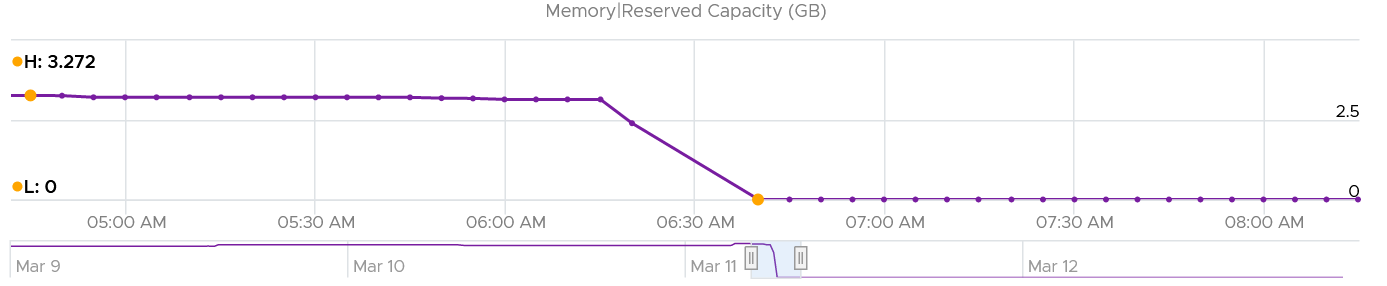 Memory|Reserved Capacity (GB)
H: 3.272
2.5
L: 0
0
05:00 AM 05:30 AM 06:00 AM 06:30 AM 07:00 AM 07:30 AM 08:00 AM
Mar 9 Mar 10 Mar 11 Mar 12